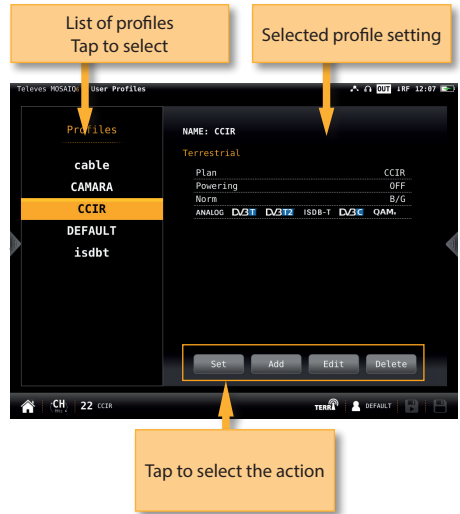 List of profiles
Tap to select
Selected profile setting
Televes MOSAIQ6 User Profiles
OUT ↓RF 12:07
Profiles
cable
CAMARA
CCIR
DEFAULT
isdbt
NAME: CCIR
Terrestrial
Plan CCIR
Powering OFF
Norm B/G
ANALOG DVB T DVB T2 ISDB-T DVB C QAM
Set Add Edit Delete
CH 22 CCIR
TERR DEFAULT
Tap to select the action